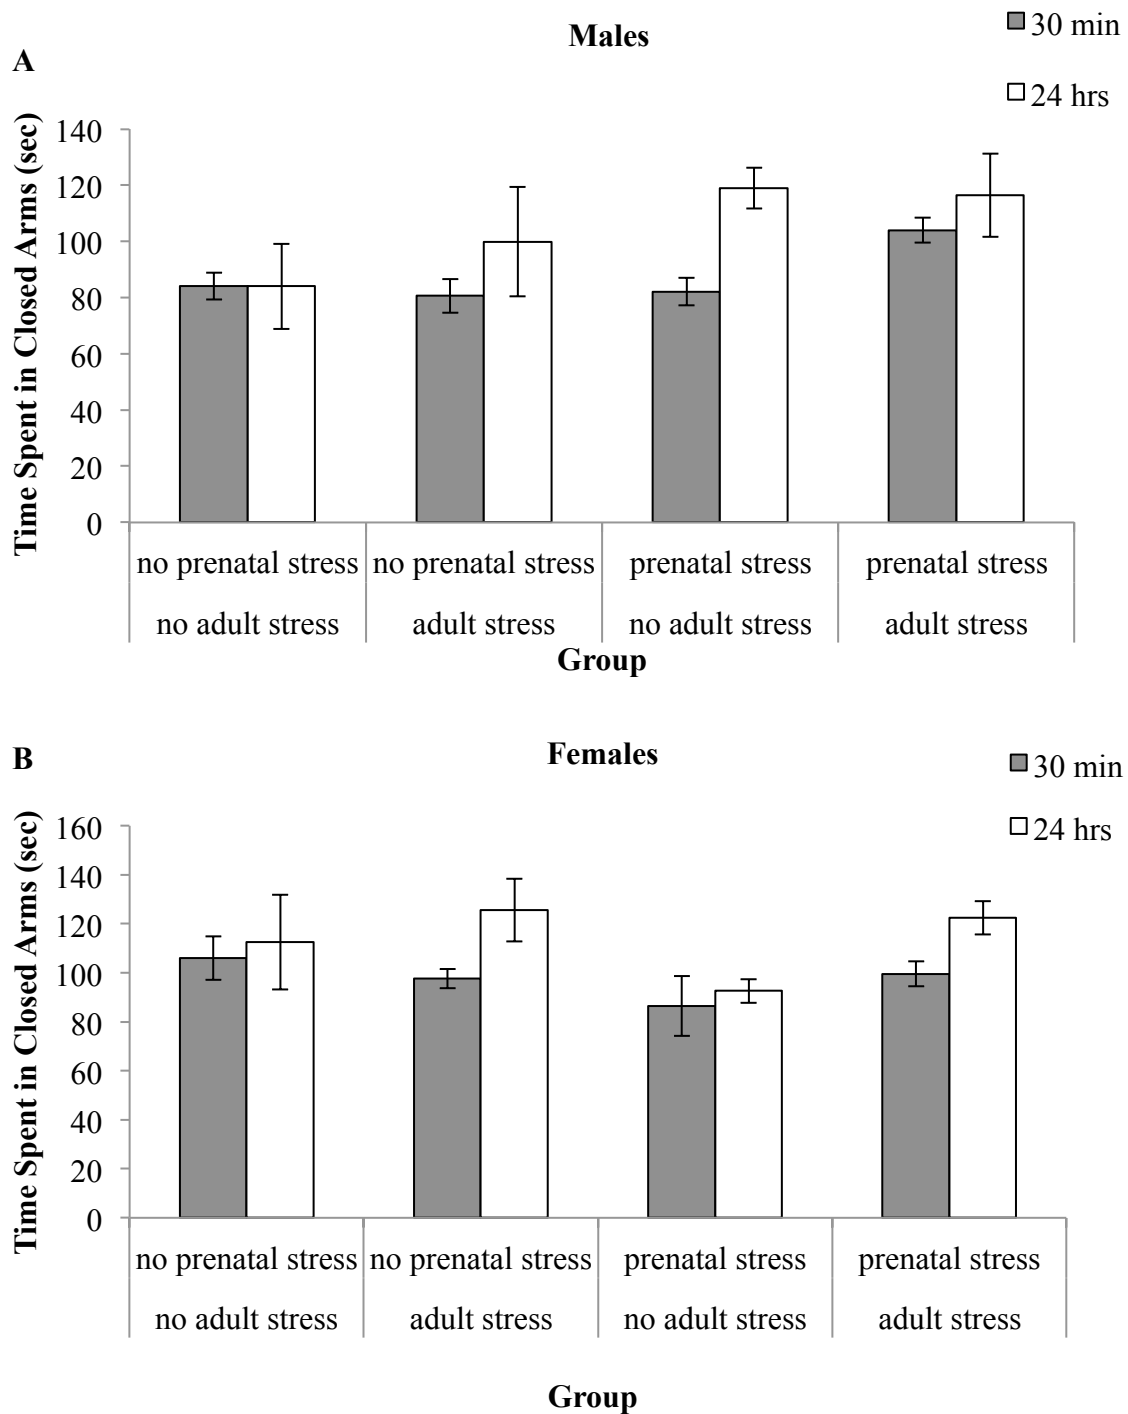 Males
30 min
A
24 hrs
Time Spent in Closed Arms (sec)
140
120
100
80
60
40
20
0
no prenatal stress no prenatal stress prenatal stress prenatal stress
no adult stress adult stress no adult stress adult stress
Group
B
Females
30 min
24 hrs
Time Spent in Closed Arms (sec)
160
140
120
100
80
60
40
20
0
no prenatal stress no prenatal stress prenatal stress prenatal stress
no adult stress adult stress no adult stress adult stress
Group